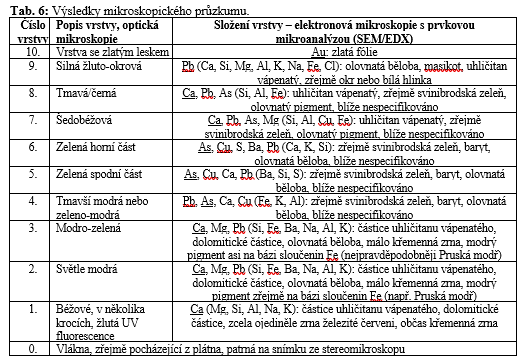 Tab. 6: Výsledky mikroskopického průzkumu.
Číslo vrstvy Popis vrstvy, optická mikroskopie Složení vrstvy – elektronová mikroskopie s prvkovou mikroanalýzou (SEM/EDX)
10. Vrstva se zlatým leskem Au: zlatá fólie
9. Silná žluto-okrová Pb (Ca, Si, Mg, Al, K, Na, Fe, Cl): olovnatá běloba, masikot, uhličitan vápenatý, zřejmě okr nebo bílá hlinka
8. Tmavá/černá Ca, Pb, As (Si, Al, Fe): uhličitan vápenatý, zřejmě svinibrodská zeleň, olovnatý pigment, blíže nespecifikováno
7. Šedobéžová Ca, Pb, As, Mg (Si, Al, Cu, Fe): uhličitan vápenatý, zřejmě svinibrodská zeleň, olovnatý pigment, blíže nespecifikováno
6. Zelená horní část As, Cu, S, Ba, Pb (Ca, K, Si): zřejmě svinibrodská zeleň, baryt, olovnatá běloba, blíže nespecifikováno
5. Zelená spodní část As, Cu, Ca, Pb (Ba, Si, S): zřejmě svinibrodská zeleň, baryt, olovnatá běloba, blíže nespecifikováno
4. Tmavší modrá nebo zeleno-modrá Pb, As, Ca, Cu (Fe, K, Al): zřejmě svinibrodská zeleň, olovnatá běloba, blíže nespecifikováno
3. Modro-zelená Ca, Mg, Pb (Si, Fe, Ba, Na, Al, K): částice uhličitanu vápenatého, dolomitické částice, olovnatá běloba, málo křemenná zrna, modrý pigment asi na bázi sloučenin Fe (nejpravděpodobněji Pruská modř)
2. Světle modrá Ca, Mg, Pb (Si, Fe, Ba, Na, Al, K): částice uhličitanu vápenatého, dolomitické částice, olovnatá běloba, málo křemenná zrna, modrý pigment zřejmě na bázi sloučenin Fe (např. Pruská modř)
1. Béžové, v několika krocích, žlutá UV fluorescence Ca (Mg, Si, Al, Na, K): částice uhličitanu vápenatého, dolomitické částice, zcela ojediněle zrna železité červeni, občas křemenná zrna
0. Vlákna, zřejmě pocházející z plátna, patrná na snímku ze stereomikroskopu